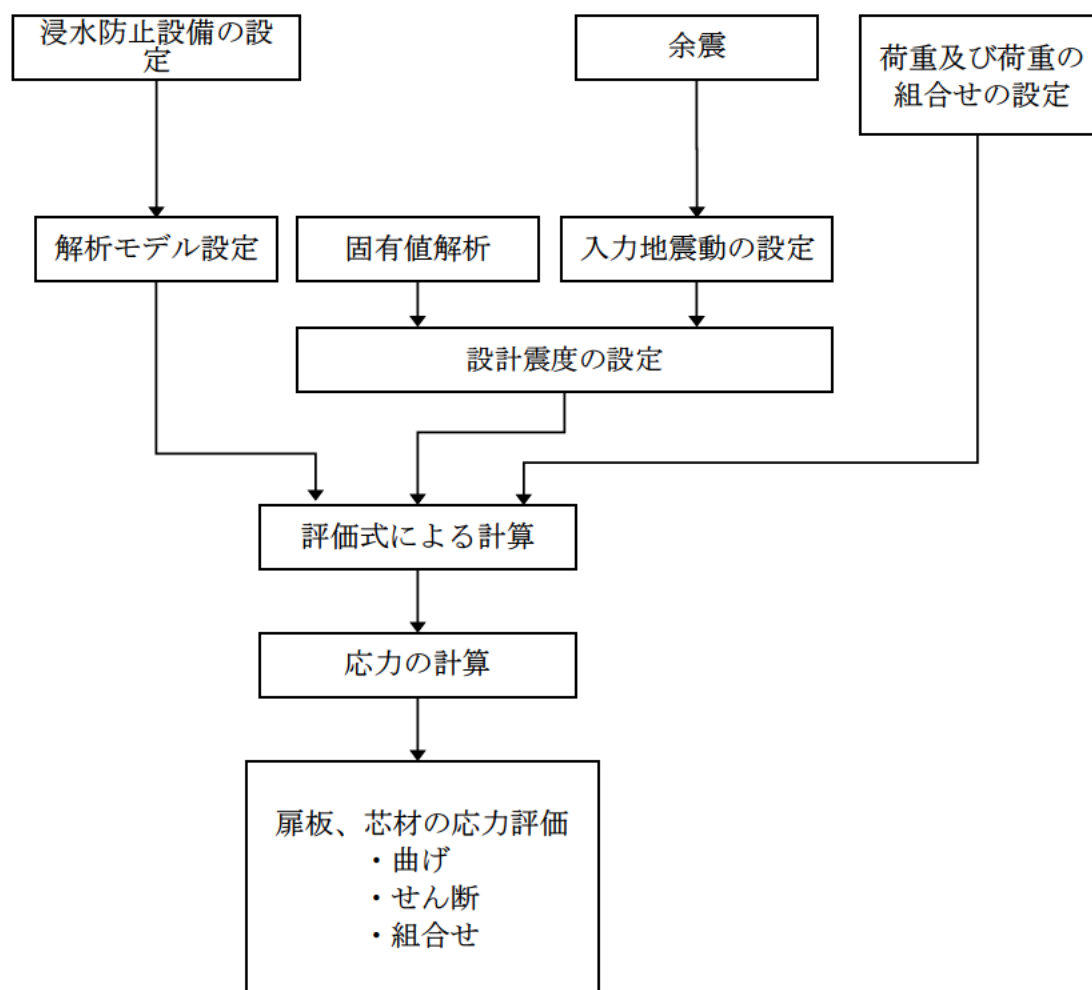 浸水防止設備の設
定
余震
荷重及び荷重の
組合せの設定
解析モデル設定
固有値解析
入力地震動の設定
設計震度の設定
評価式による計算
応力の計算
扉板、芯材の応力評価
・曲げ
・せん断
・組合せ